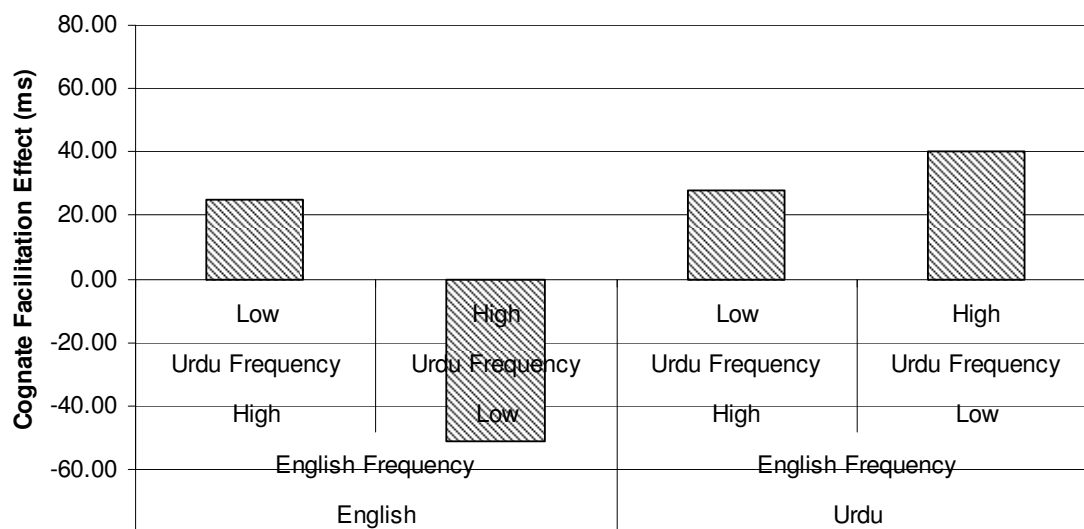 Cognate Facilitation Effect (ms)
80.00
60.00
40.00
20.00
0.00
-20.00
-40.00
-60.00
Low High Low High
Urdu Frequency Urdu Frequency Urdu Frequency Urdu Frequency
High Low High Low
English Frequency English Frequency
English Urdu